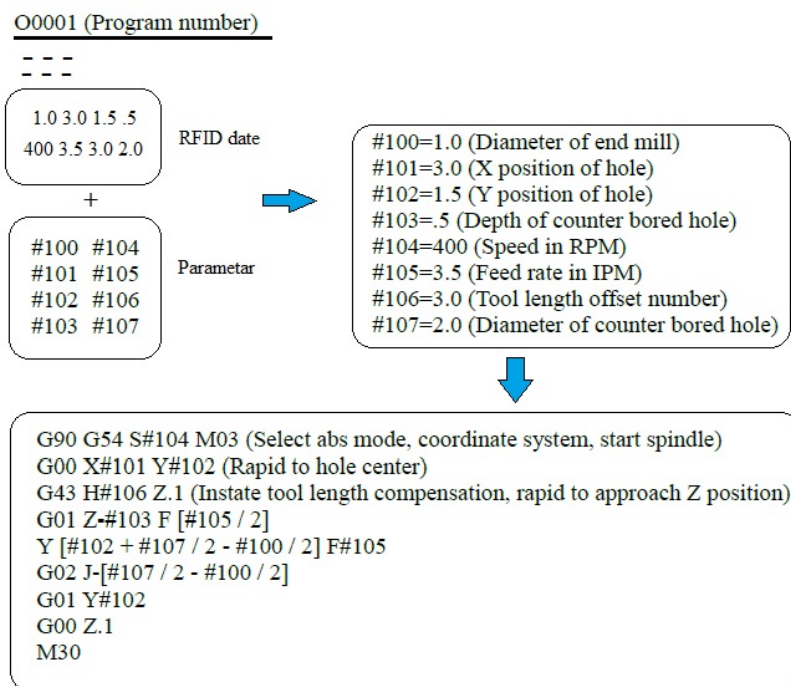 O0001 (Program number)
- - -
- - -
1.0 3.0 1.5 .5
400 3.5 3.0 2.0
RFID date
+
#100 #104
#101 #105
#102 #106
#103 #107
Parametar
#100=1.0 (Diameter of end mill)
#101=3.0 (X position of hole)
#102=1.5 (Y position of hole)
#103=.5 (Depth of counter bored hole)
#104=400 (Speed in RPM)
#105=3.5 (Feed rate in IPM)
#106=3.0 (Tool length offset number)
#107=2.0 (Diameter of counter bored hole)
G90 G54 S#104 M03 (Select abs mode, coordinate system, start spindle)
G00 X#101 Y#102 (Rapid to hole center)
G43 H#106 Z.1 (Instate tool length compensation, rapid to approach Z position)
G01 Z-#103 F [#105 / 2]
Y [#102 + #107 / 2 - #100 / 2] F#105
G02 J-[#107 / 2 - #100 / 2]
G01 Y#102
G00 Z.1
M30